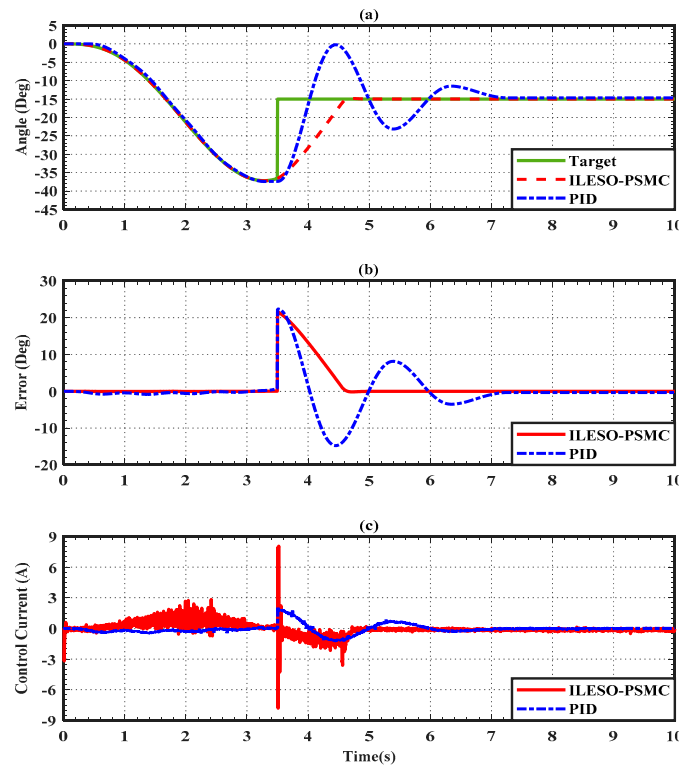 (a)
5
0
-5
-10
-15
-20
-25
-30
-35
-40
-45
Angle (Deg)
Target
ILESO-PSMC
PID
0 1 2 3 4 5 6 7 8 9 10
(b)
30
20
10
0
-10
-20
Error (Deg)
ILESO-PSMC
PID
0 1 2 3 4 5 6 7 8 9 10
(c)
9
6
3
0
-3
-6
-9
Control Current (A)
ILESO-PSMC
PID
0 1 2 3 4 5 6 7 8 9 10
Time(s)